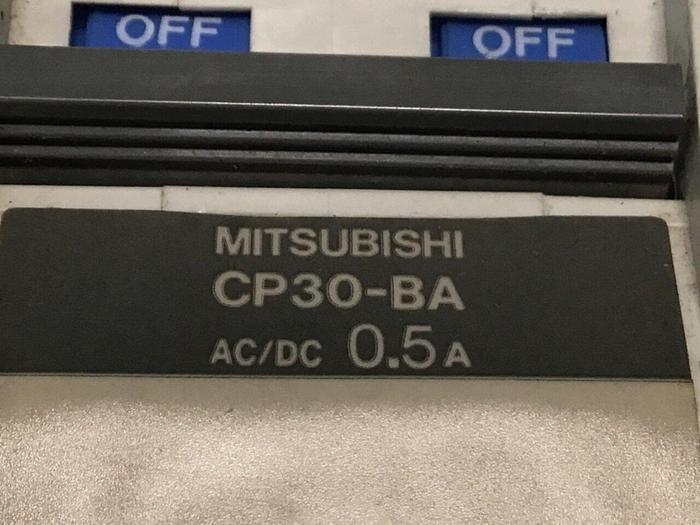 OFF OFF
MITSUBISHI
CP30-BA
AC/DC 0.5A